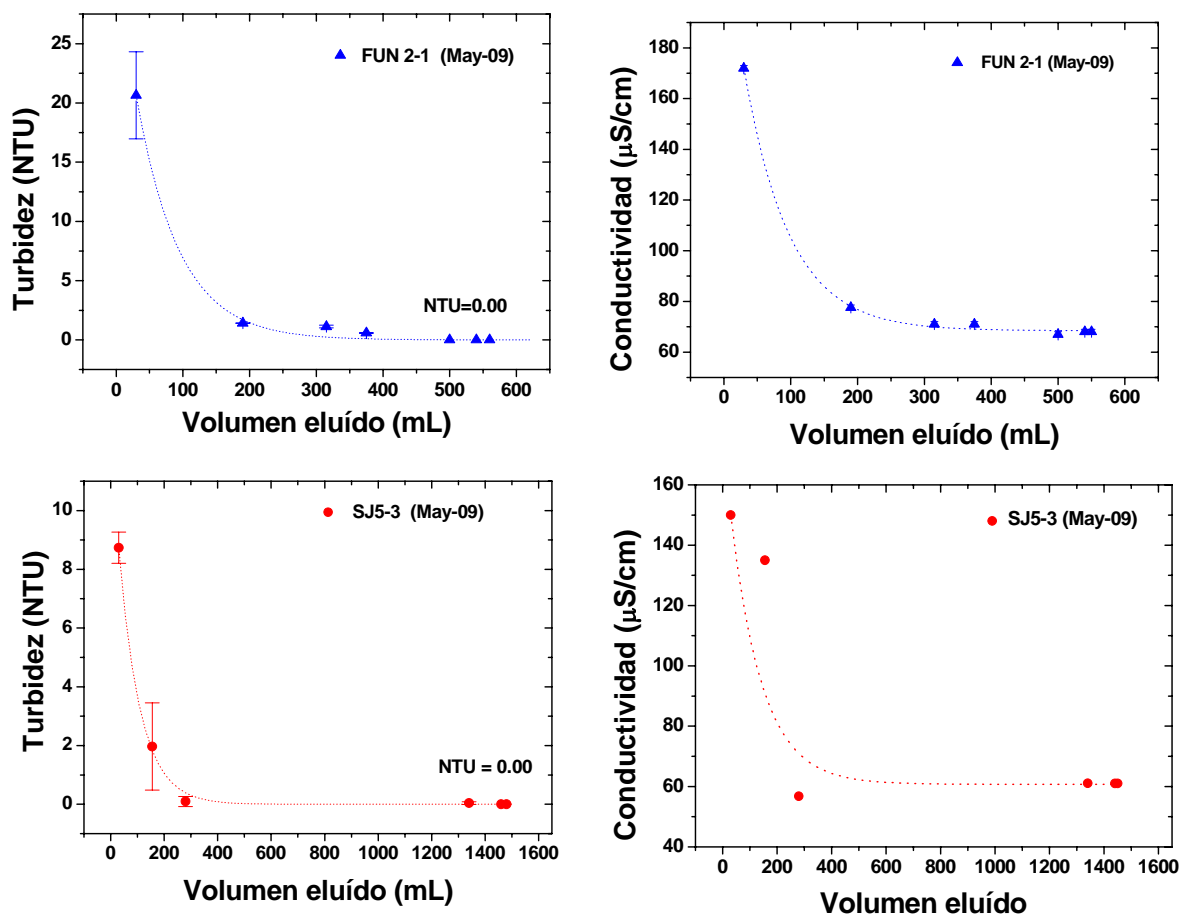 FUN 2-1 (May-09)
25
20
15
10
5
0
Turbidez (NTU)
NTU=0.00
0 100 200 300 400 500 600
Volumen eluído (mL)
FUN 2-1 (May-09)
180
160
140
120
100
80
60
Conductividad (μS/cm)
0 100 200 300 400 500 600
Volumen eluído (mL)
SJ5-3 (May-09)
10
8
6
4
2
0
Turbidez (NTU)
NTU = 0.00
0 200 400 600 800 1000 1200 1400 1600
Volumen eluído (mL)
SJ5-3 (May-09)
160
140
120
100
80
60
40
Conductividad (μS/cm)
0 200 400 600 800 1000 1200 1400 1600
Volumen eluído